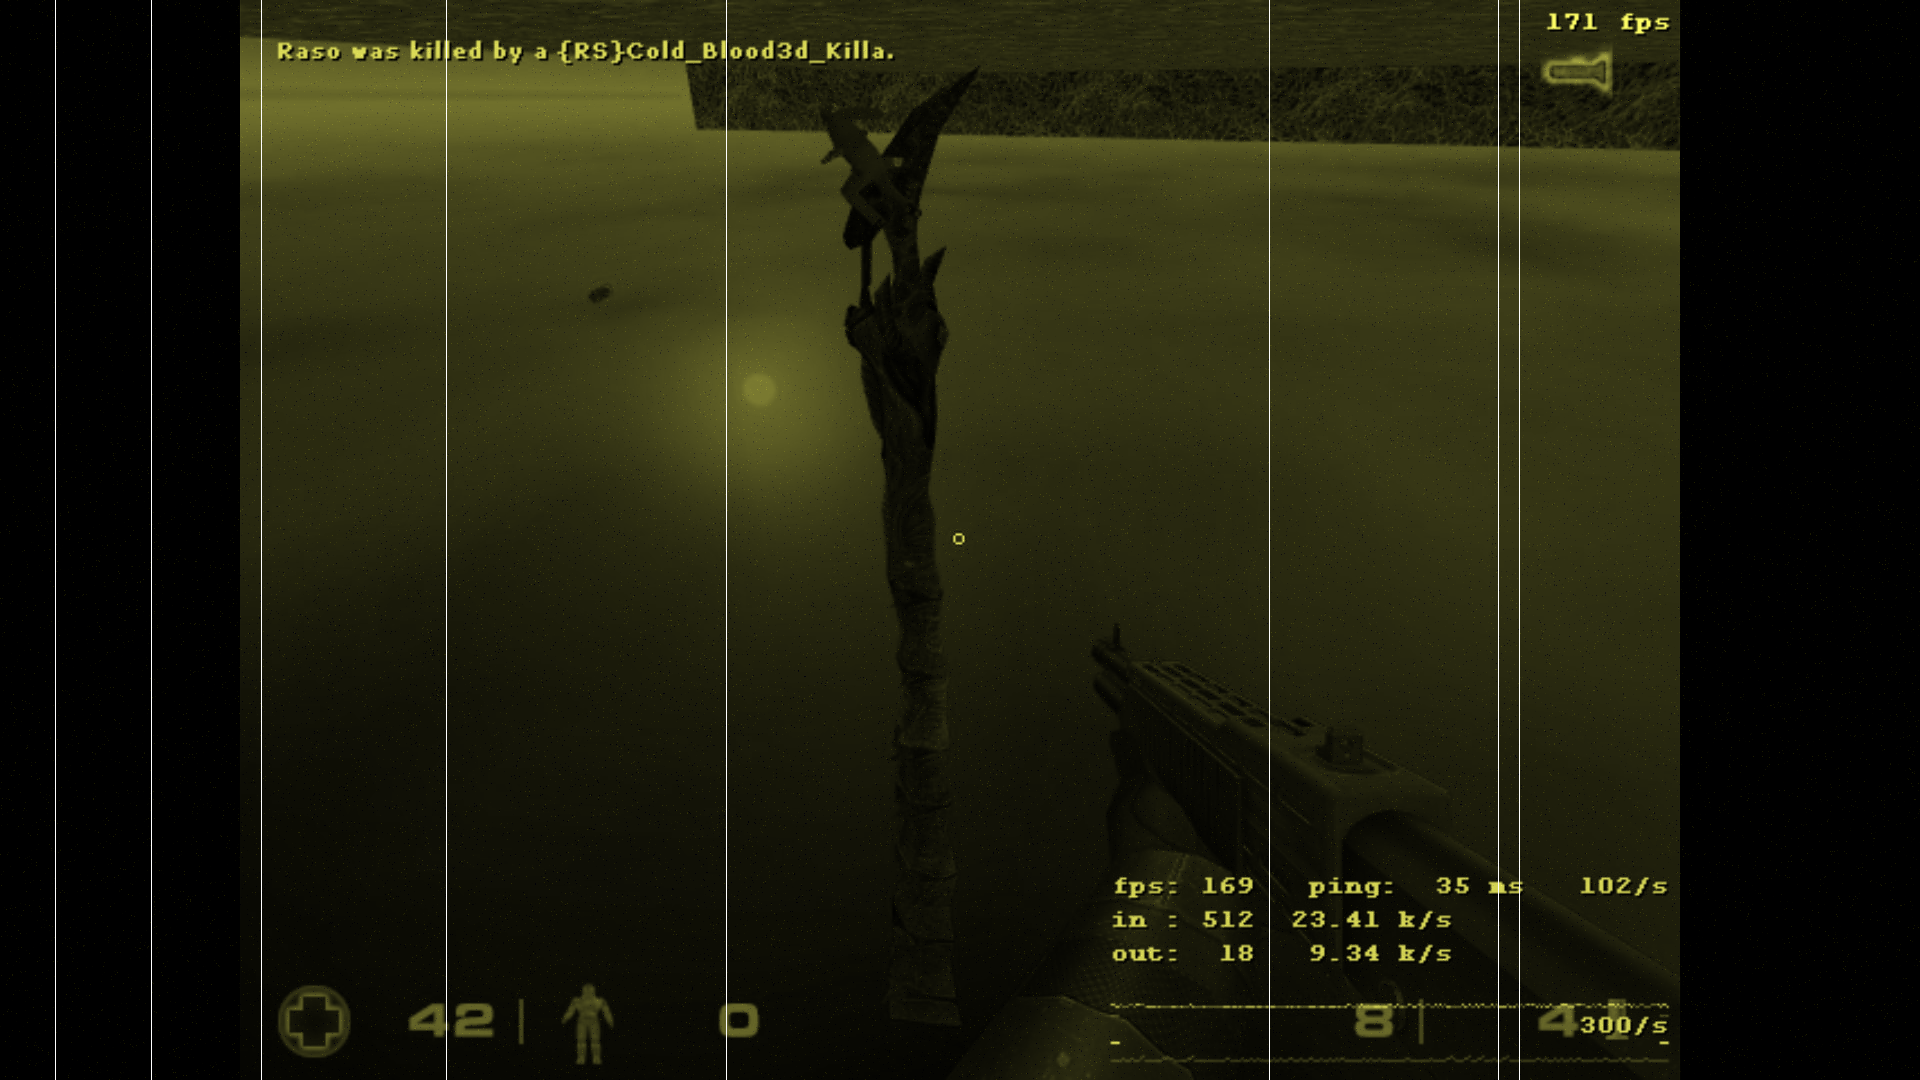 171 fps
Raso was killed by a {RS}Cold_Blood3d_Killa.
fps: 169 ping: 35 ms 102/s
in : 512 23.41 k/s
out: 18 9.34 k/s
42 | 0 8 | 41
300/s